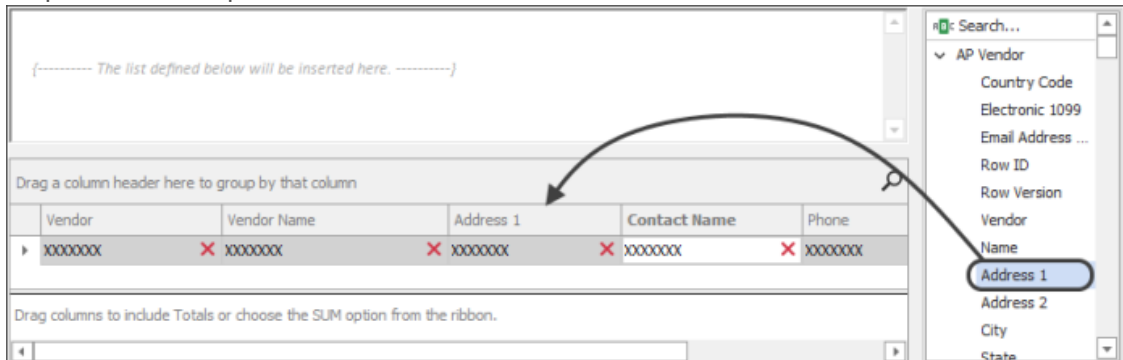 Search...
AP Vendor
Country Code
Electronic 1099
Email Address ...
Row ID
Row Version
Vendor
Name
Address 1
Address 2
City
State
{---------- The list defined below will be inserted here. ----------}
Drag a column header here to group by that column
Vendor Vendor Name Address 1 Contact Name Phone
XXXXXXX XXXXXXX XXXXXXX XXXXXXX XXXXXXX
Drag columns to include Totals or choose the SUM option from the ribbon.